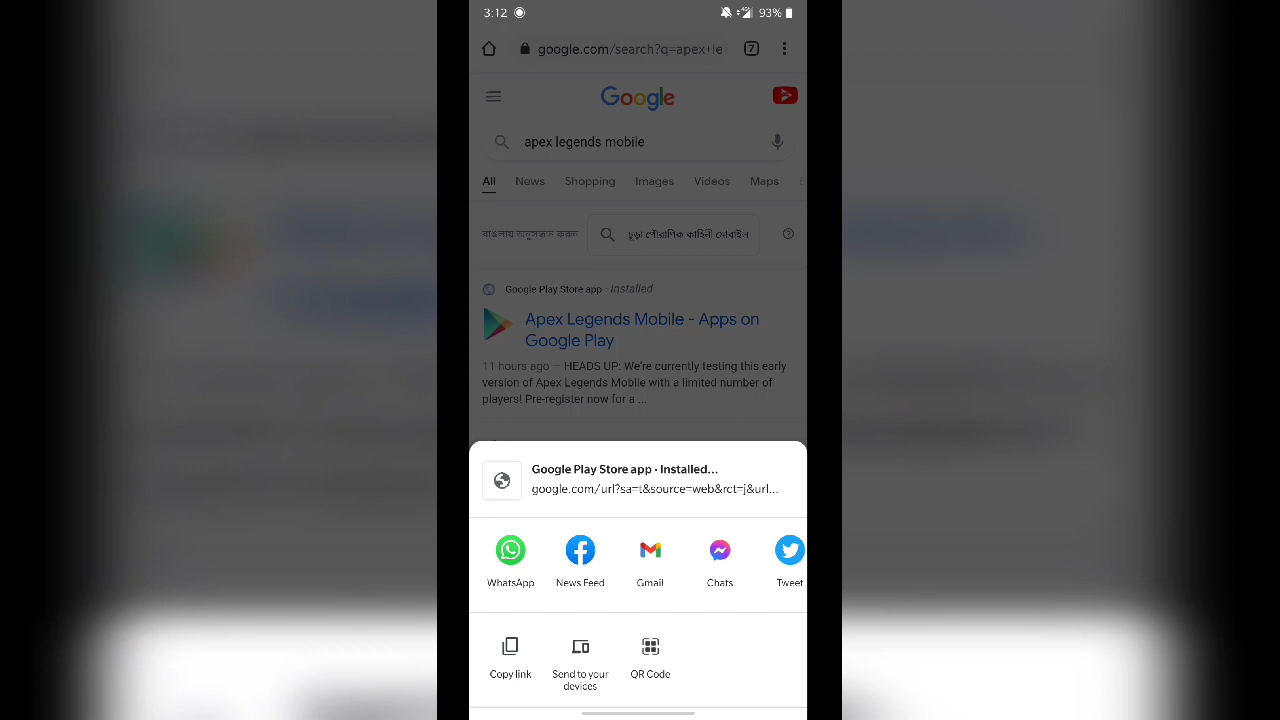 3:12 4G 93%
google.com/search?q=apex+le 7
Google
apex legends mobile
All News Shopping Images Videos Maps
বাংলায় অনুসন্ধান করুন চূড়া পৌরাণিক কাহিনী মোবাইল
Google Play Store app · Installed
Apex Legends Mobile - Apps on
Google Play
11 hours ago — HEADS UP: We're currently testing this early
version of Apex Legends Mobile with a limited number of
players! Pre-register now for a ...
Google Play Store app · Installed...
google.com/url?sa=t&source=web&rct=j&url...
WhatsApp News Feed Gmail Chats Tweet
Copy link Send to your QR Code
devices